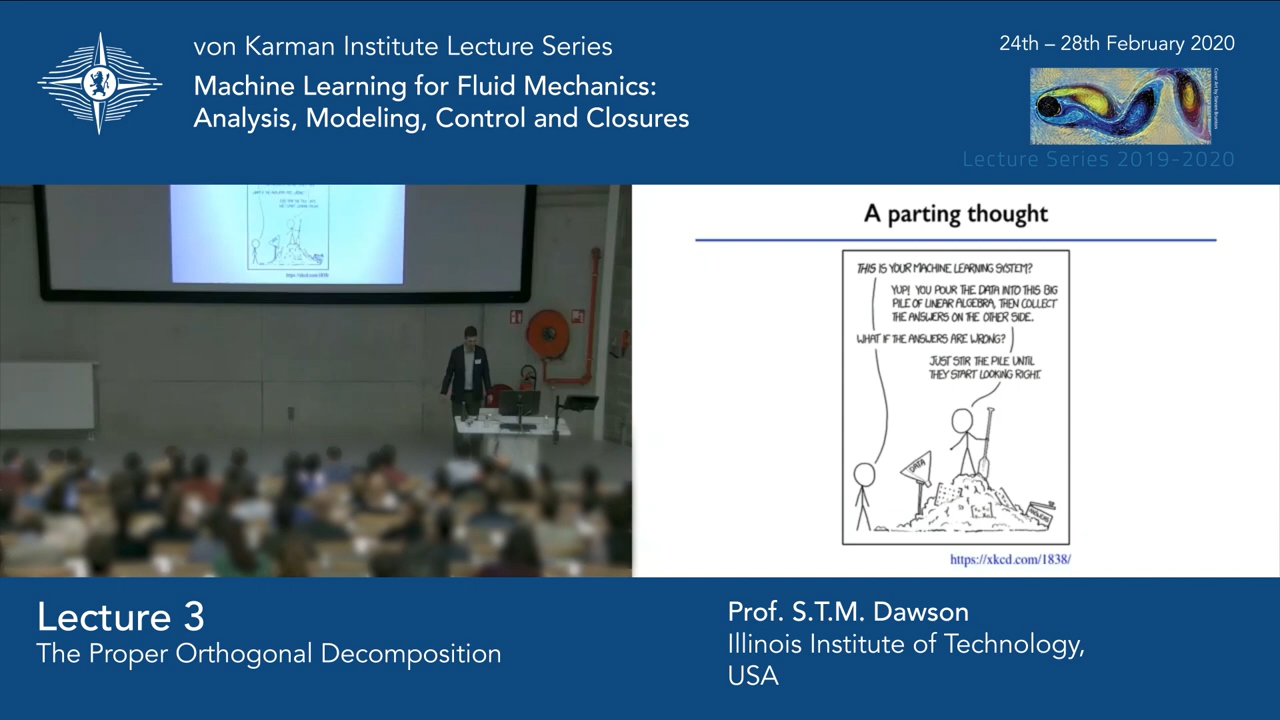 von Karman Institute Lecture Series
Machine Learning for Fluid Mechanics:
Analysis, Modeling, Control and Closures
24th – 28th February 2020
Lecture Series 2019-2020
A parting thought
THIS IS YOUR MACHINE LEARNING SYSTEM?
YUP! YOU POUR THE DATA INTO THIS BIG
PILE OF LINEAR ALGEBRA, THEN COLLECT
THE ANSWERS ON THE OTHER SIDE.
WHAT IF THE ANSWERS ARE WRONG?
JUST STIR THE PILE UNTIL
THEY START LOOKING RIGHT.
DATA
https://xkcd.com/1838/
https://xkcd.com/1838/
Lecture 3
The Proper Orthogonal Decomposition
Prof. S.T.M. Dawson
Illinois Institute of Technology,
USA